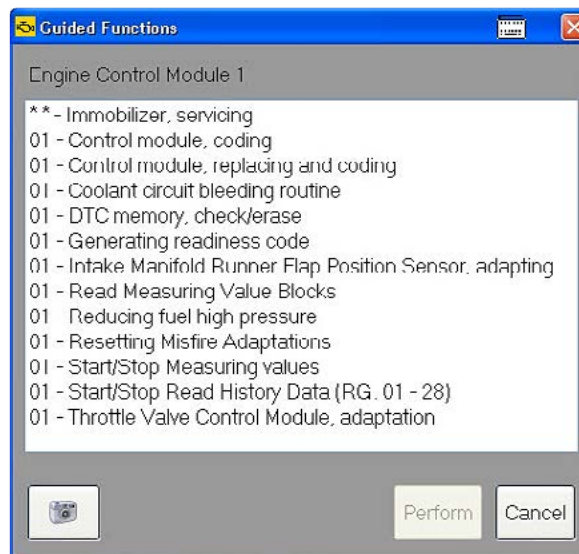 Guided Functions
Engine Control Module 1
** - Immobilizer, servicing
01 - Control module, coding
01 - Control module, replacing and coding
01 - Coolant circuit bleeding routine
01 - DTC memory, check/erase
01 - Generating readiness code
01 - Intake Manifold Runner Flap Position Sensor, adapting
01 - Read Measuring Value Blocks
01 Reducing fuel high pressure
01 - Resetting Misfire Adaptations
01 - Start/Stop Measuring values
01 - Start/Stop Read History Data (RG. 01 - 28)
01 - Throttle Valve Control Module, adaptation
Perform Cancel